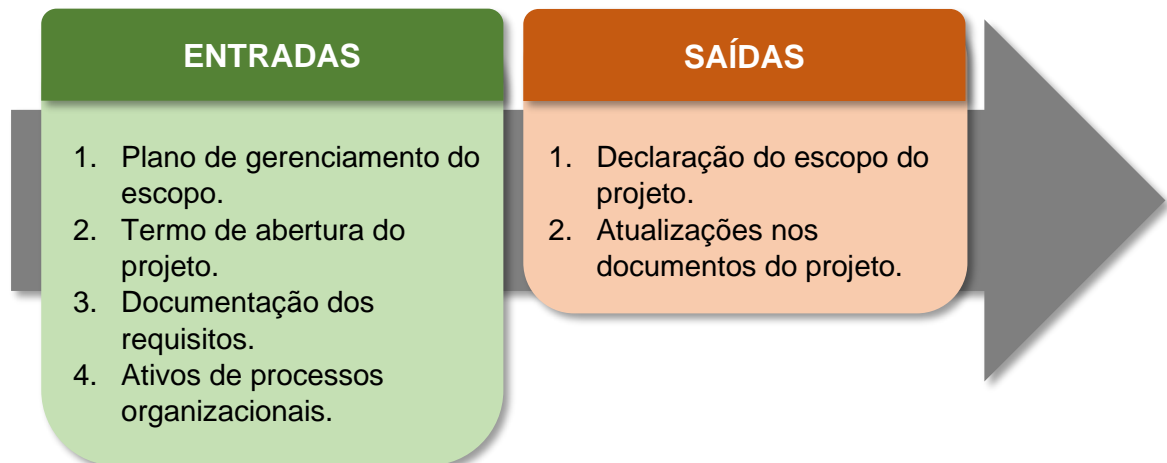 ENTRADAS
1. Plano de gerenciamento do
escopo.
2. Termo de abertura do
projeto.
3. Documentação dos
requisitos.
4. Ativos de processos
organizacionais.
SAÍDAS
1. Declaração do escopo do
projeto.
2. Atualizações nos
documentos do projeto.